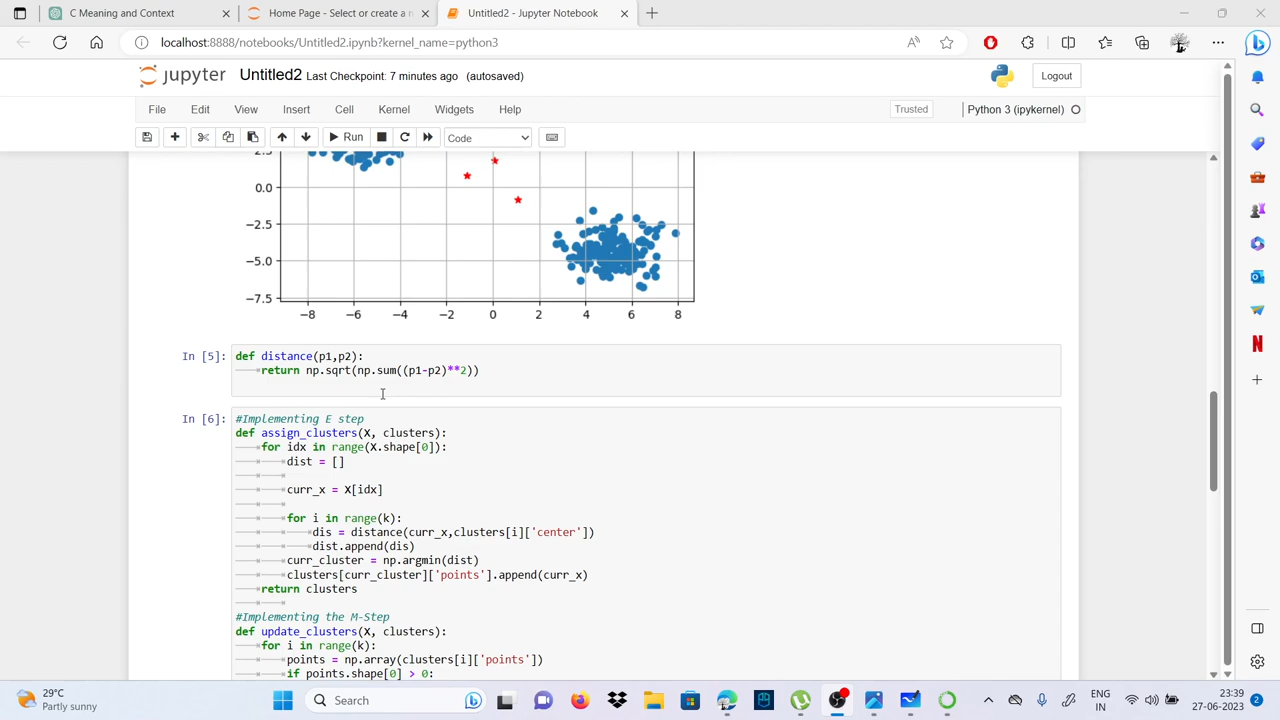 C Meaning and Context
Home Page - Select or create a n
Untitled2 - Jupyter Notebook
localhost:8888/notebooks/Untitled2.ipynb?kernel_name=python3
jupyter Untitled2 Last Checkpoint: 7 minutes ago (autosaved)
Logout
File Edit View Insert Cell Kernel Widgets Help
Trusted
Python 3 (ipykernel)
Run
Code
2.5
0.0
−2.5
−5.0
−7.5
−8 −6 −4 −2 0 2 4 6 8
In [5]: def distance(p1,p2):
return np.sqrt(np.sum((p1-p2)**2))
In [6]: #Implementing E step
def assign_clusters(X, clusters):
for idx in range(X.shape[0]):
dist = []
curr_x = X[idx]
for i in range(k):
dis = distance(curr_x,clusters[i]['center'])
dist.append(dis)
curr_cluster = np.argmin(dist)
clusters[curr_cluster]['points'].append(curr_x)
return clusters
#Implementing the M-Step
def update_clusters(X, clusters):
for i in range(k):
points = np.array(clusters[i]['points'])
if points.shape[0] > 0:
29°C
Partly sunny
Search
ENG
IN
23:39
27-06-2023
2